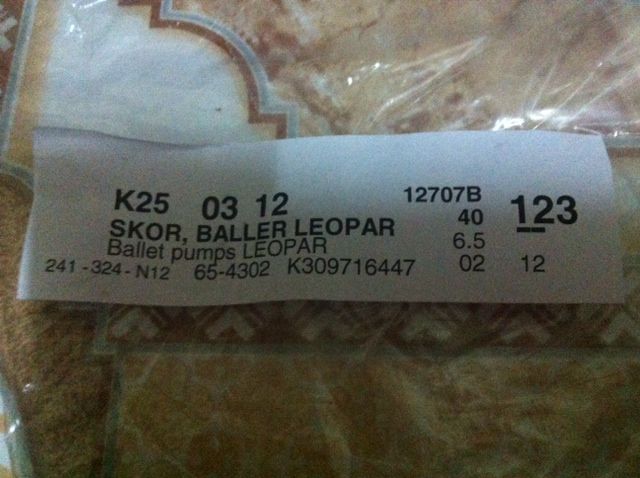 K25 03 12 12707B 123
SKOR, BALLER LEOPAR 40
Ballet pumps LEOPAR 6.5
241-324-N12 65-4302 K309716447 02 12